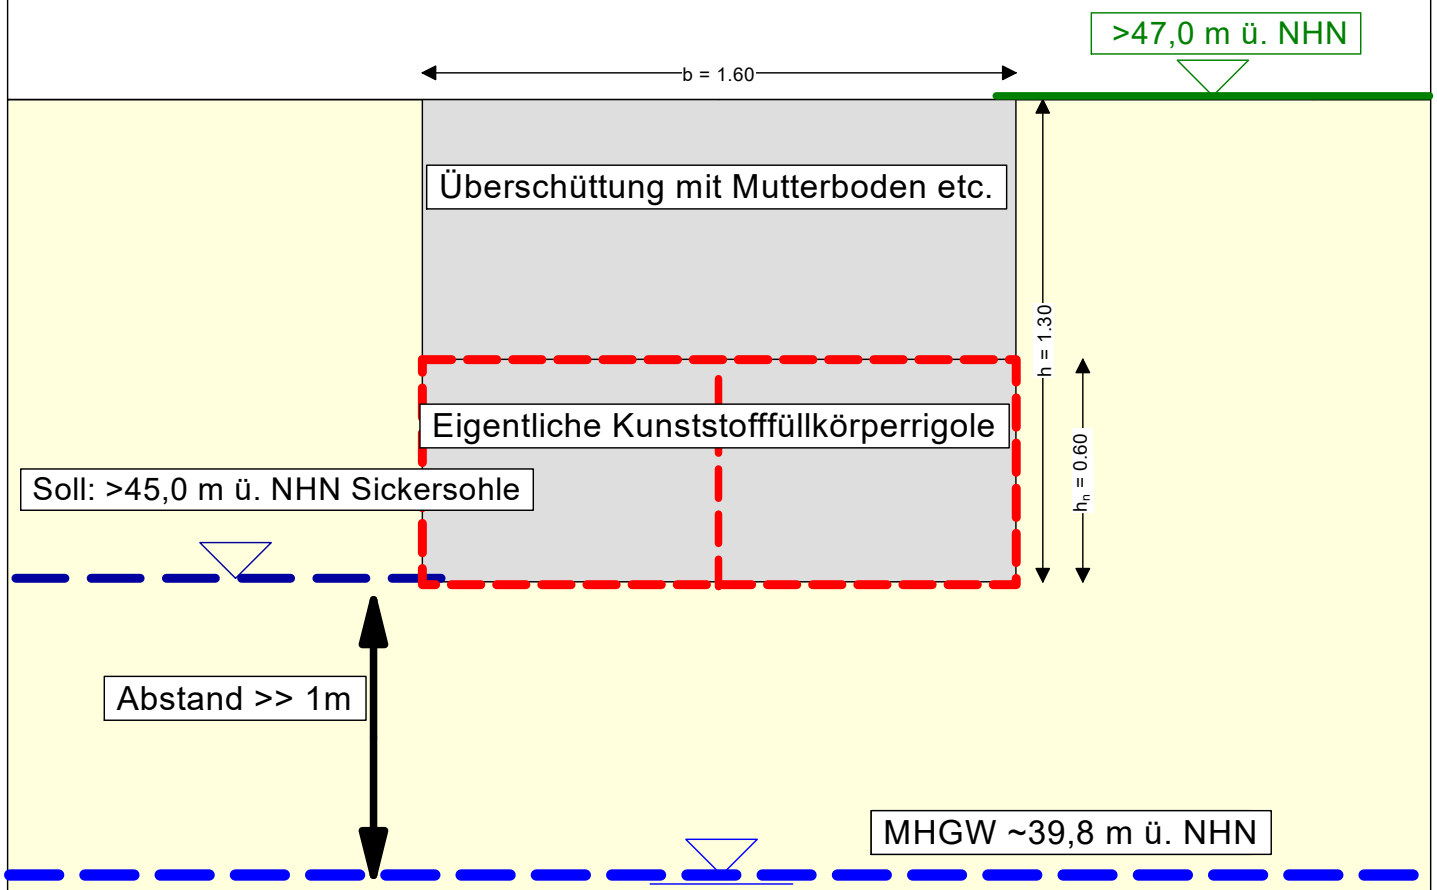 >47,0 m ü. NHN
b = 1.60
Überschüttung mit Mutterboden etc.
h = 1.30
Eigentliche Kunststofffüllkörperrigole
hn = 0.60
Soll: >45,0 m ü. NHN Sickersohle
Abstand >> 1m
MHGW ~39,8 m ü. NHN